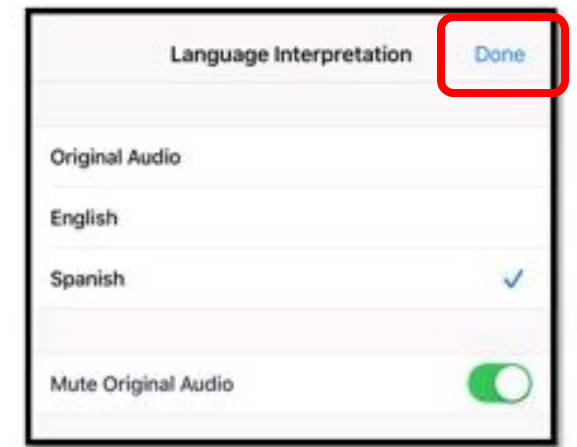 Language Interpretation Done
Original Audio
English
Spanish
Mute Original Audio